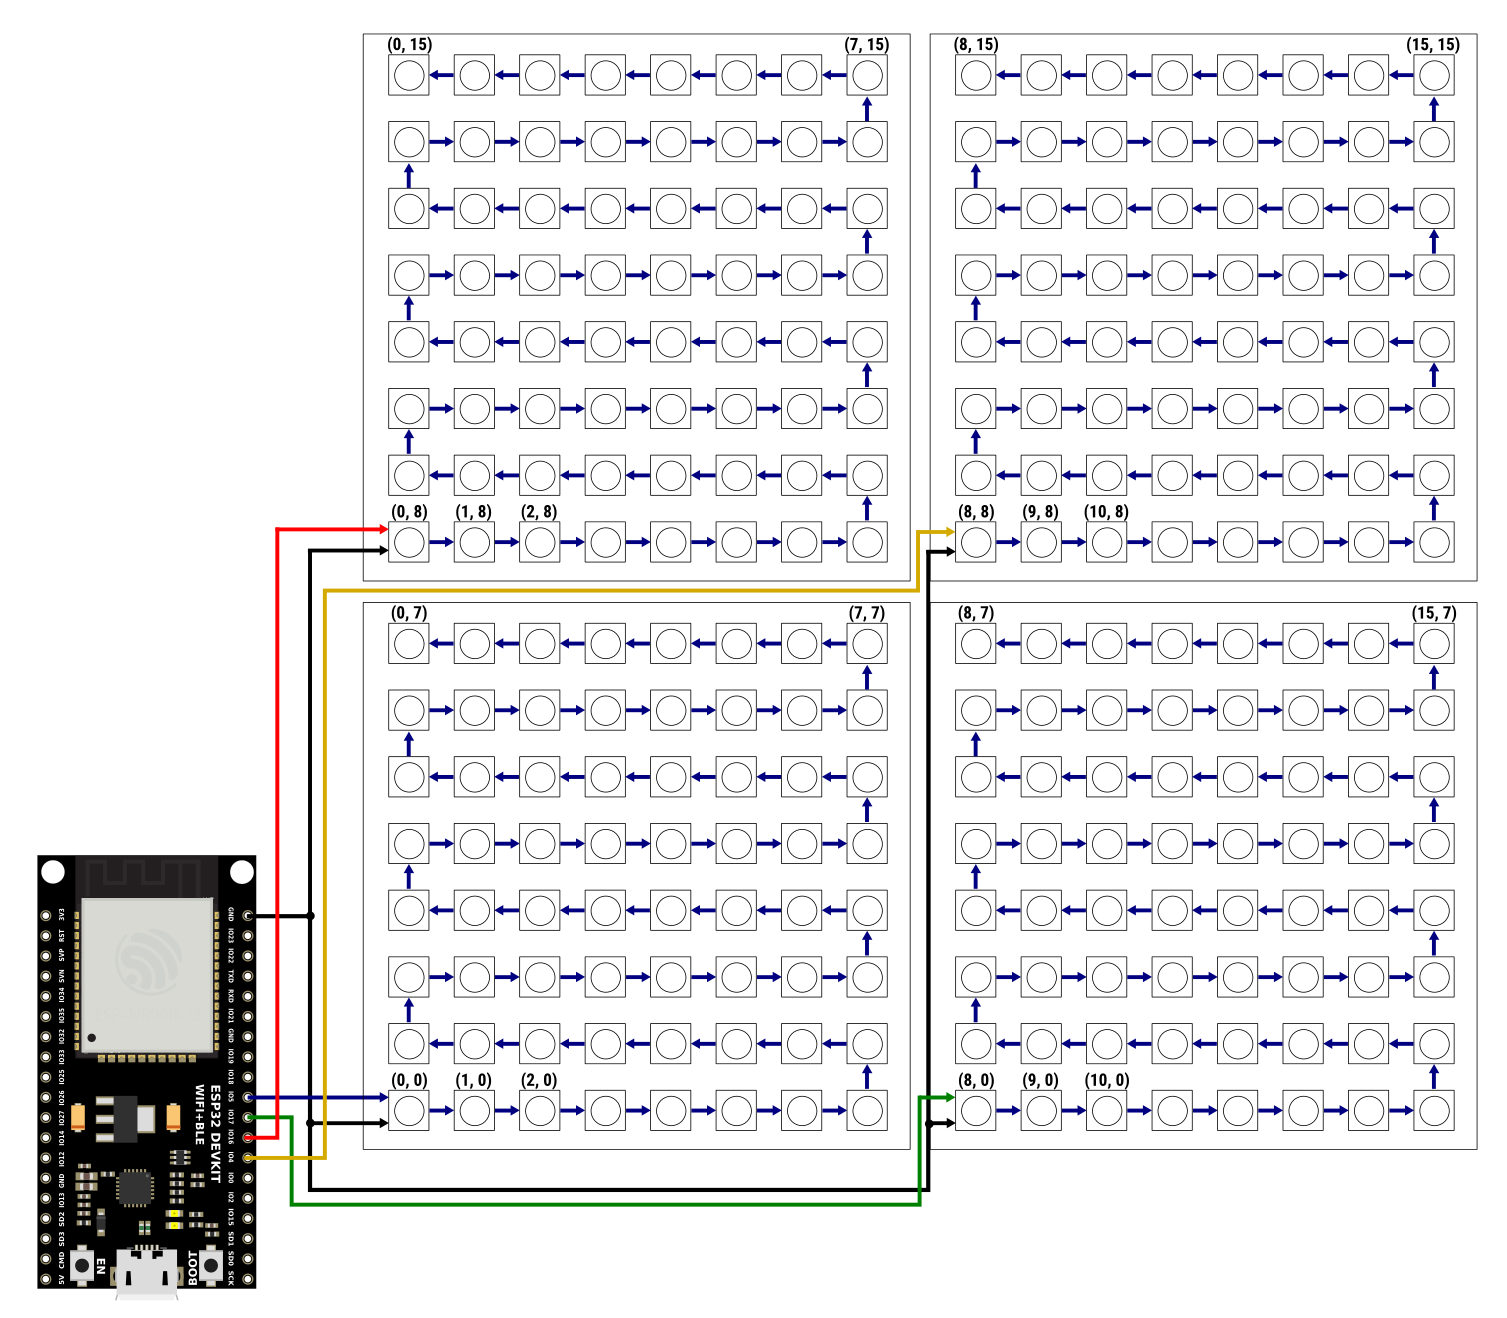 (0, 15)
(7, 15)
(8, 15)
(15, 15)
(0, 8)
(1, 8)
(2, 8)
(8, 8)
(9, 8)
(10, 8)
(0, 7)
(7, 7)
(8, 7)
(15, 7)
(0, 0)
(1, 0)
(2, 0)
(8, 0)
(9, 0)
(10, 0)
3V3
RST
SVP
SVN
IO34
IO35
IO32
IO33
IO25
IO26
IO27
IO14
IO12
GND
IO13
SD2
SD3
CMD
5V
GND
IO23
IO22
TXD
RXD
IO21
GND
IO19
IO18
IO5
IO17
IO16
IO4
IO0
IO2
IO15
SD1
SD0
SCK
ESP32 DEVKIT
WIFI+BLE
EN
BOOT